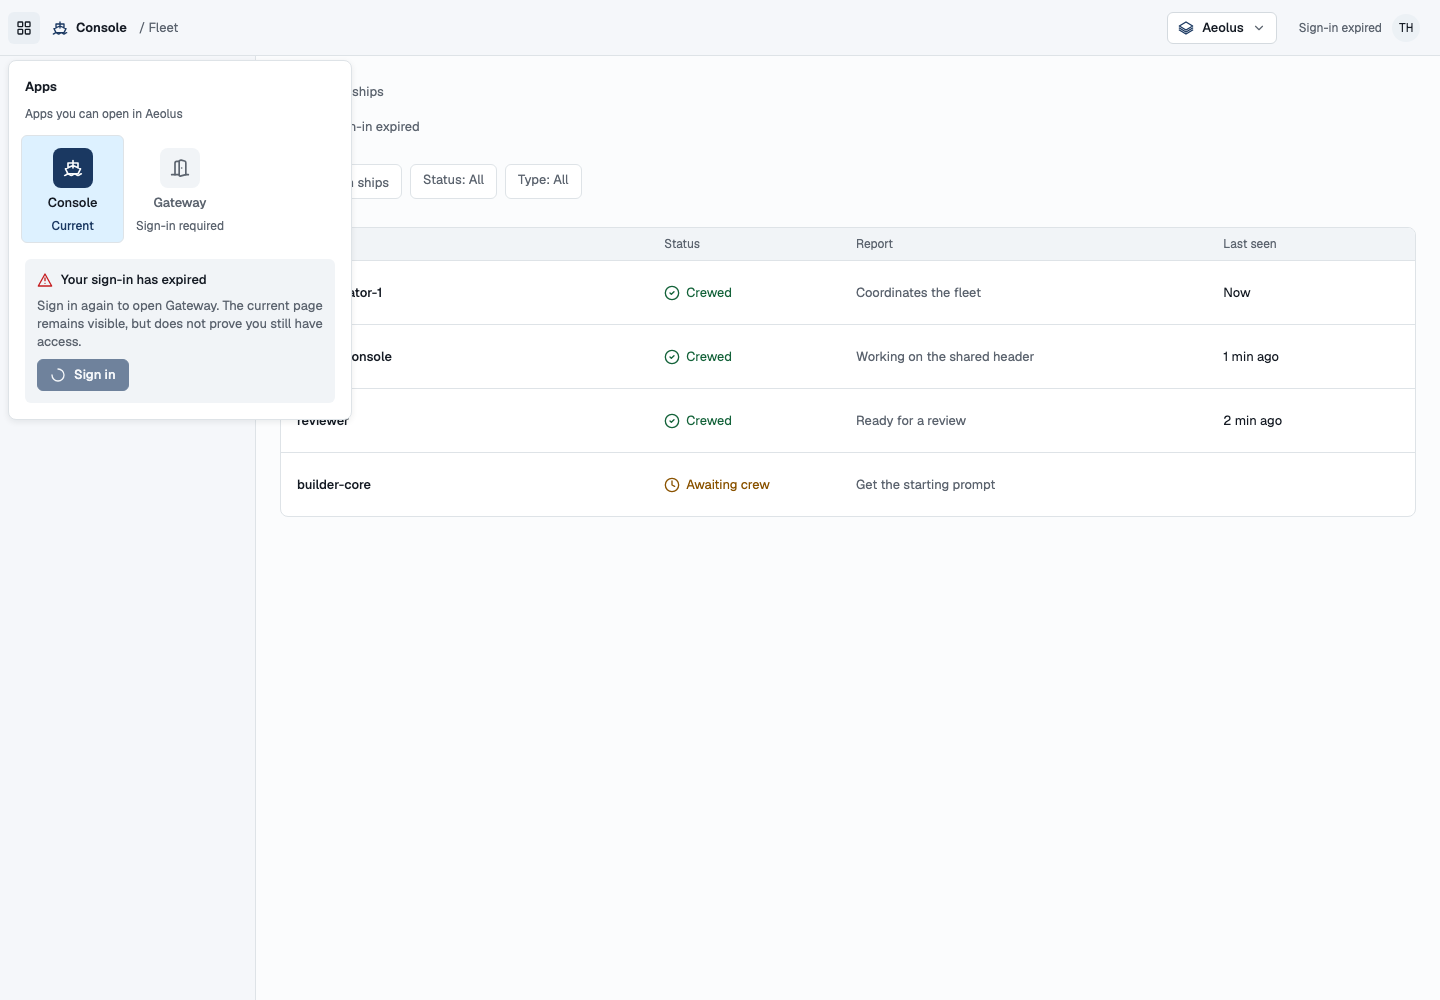 Console / Fleet
Aeolus
Sign-in expired
TH
Apps
Apps you can open in Aeolus
Console
Current
Gateway
Sign-in required
Your sign-in has expired
Sign in again to open Gateway. The current page
remains visible, but does not prove you still have
access.
Sign in
ships
expired
ships
Status: All
Type: All
Status
Report
Last seen
ator-1
Crewed
Coordinates the fleet
Now
onsole
Crewed
Working on the shared header
1 min ago
reviewer
Crewed
Ready for a review
2 min ago
builder-core
Awaiting crew
Get the starting prompt